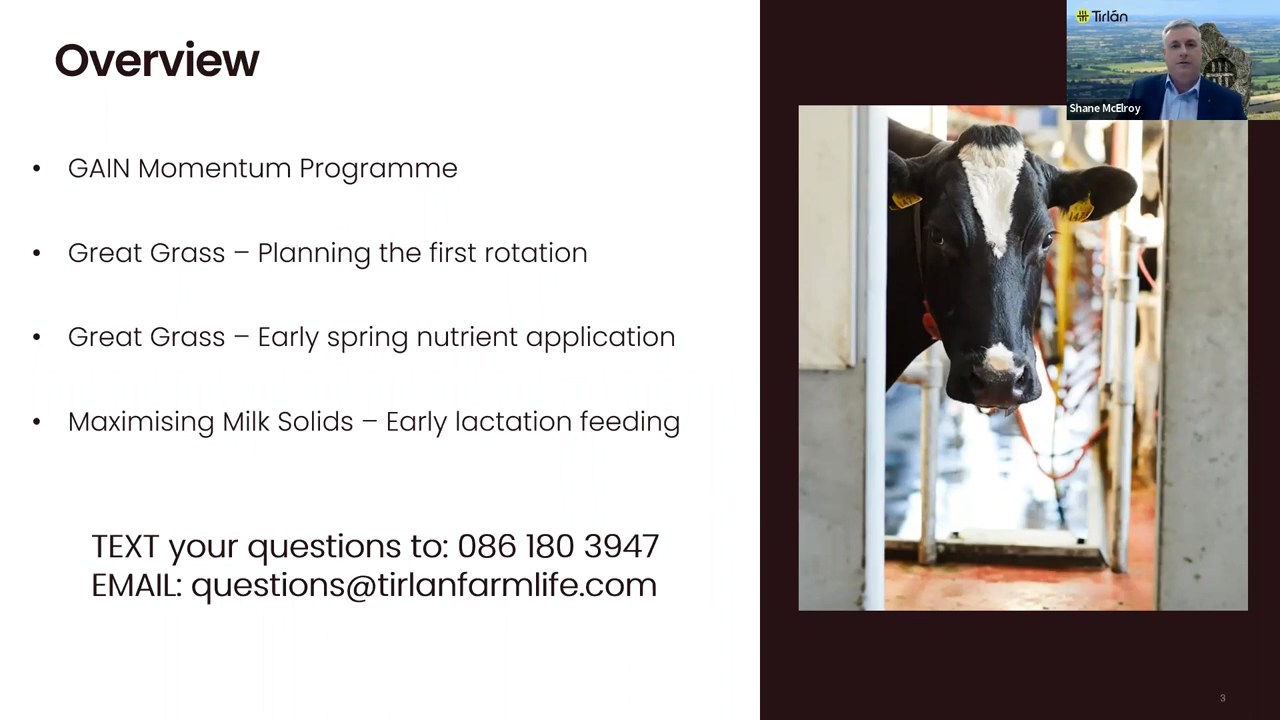 Overview
• GAIN Momentum Programme
• Great Grass – Planning the first rotation
• Great Grass – Early spring nutrient application
• Maximising Milk Solids – Early lactation feeding
TEXT your questions to: 086 180 3947
EMAIL: questions@tirlanfarmlife.com
Tirlán
Shane McElroy
3